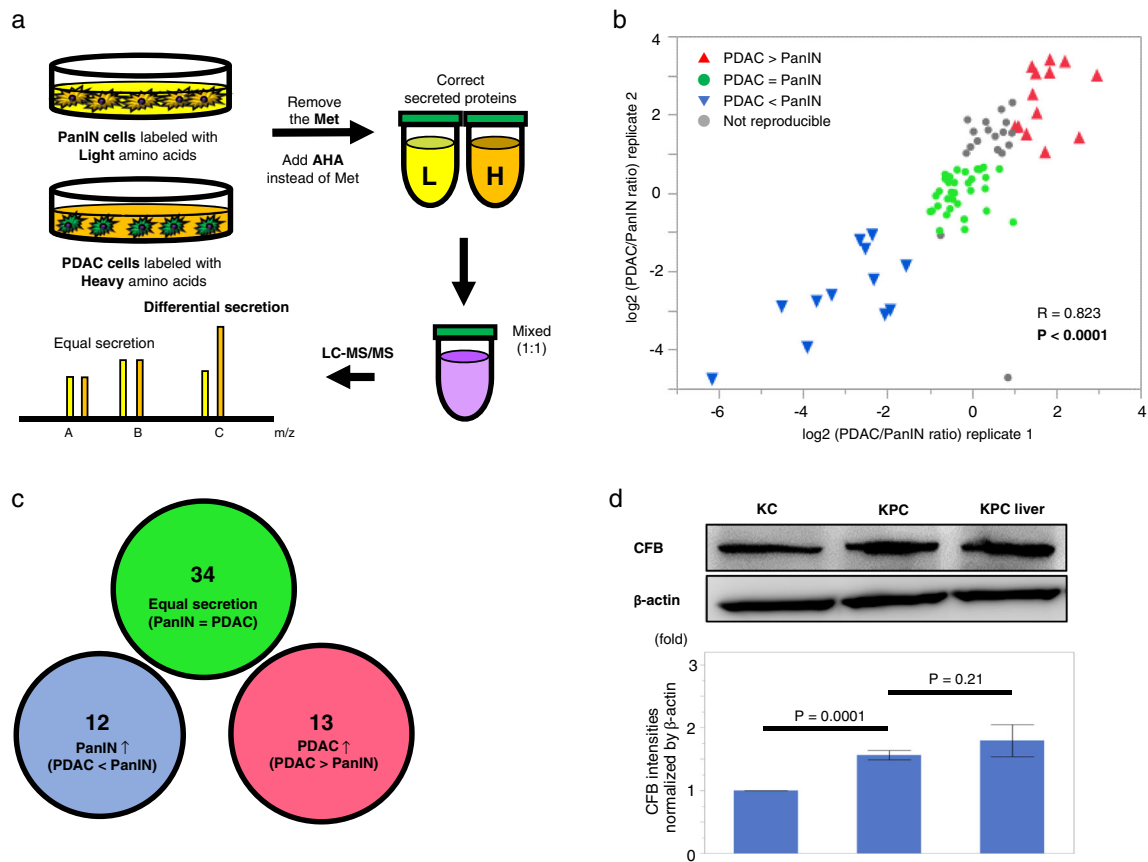 a
PanIN cells labeled with
Light amino acids
PDAC cells labeled with
Heavy amino acids
Remove
the Met
Add AHA
instead of Met
Correct
secreted proteins
L
H
Mixed
(1:1)
LC-MS/MS
Differential secretion
Equal secretion
A
B
C
m/z
b
4
2
0
-2
-4
log2 (PDAC/PanIN ratio) replicate 2
PDAC > PanIN
PDAC = PanIN
PDAC < PanIN
Not reproducible
R = 0.823
P < 0.0001
-6
-4
-2
0
2
4
log2 (PDAC/PanIN ratio) replicate 1
c
34
Equal secretion
(PanIN = PDAC)
12
PanIN ↑
(PDAC < PanIN)
13
PDAC ↑
(PDAC > PanIN)
d
KC
KPC
KPC liver
CFB
β-actin
(fold)
3
2
1
0
CFB intensities
normalized by β-actin
P = 0.0001
P = 0.21